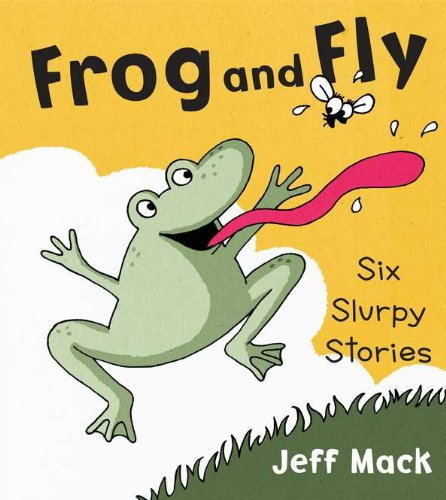 Frog and Fly
Six
Slurpy
Stories
Jeff Mack